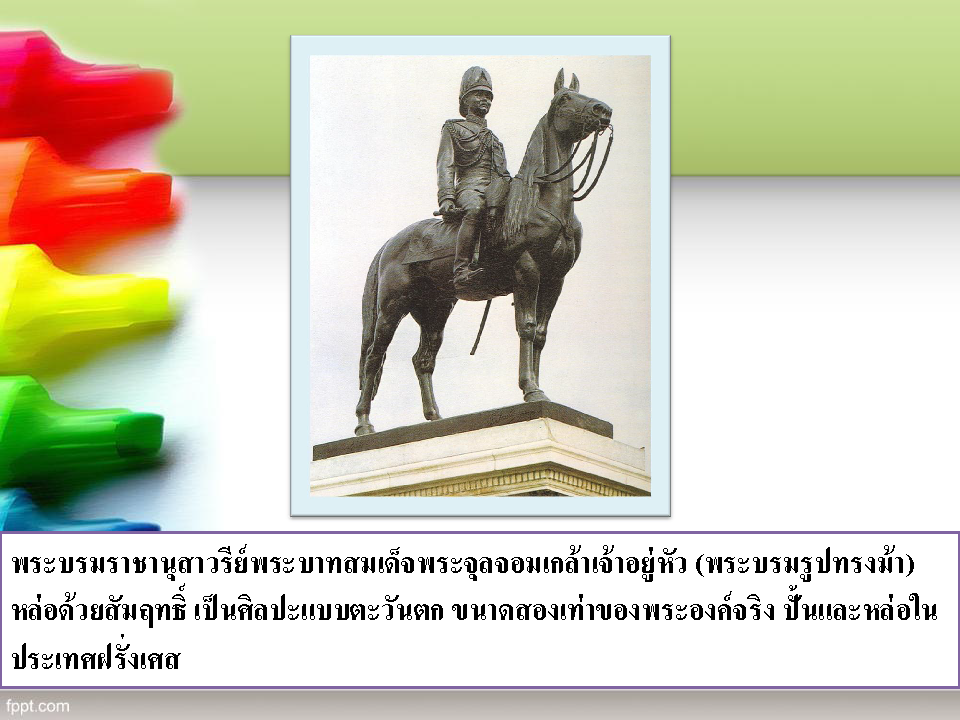 พระบรมราชานุสาวรีย์พระบาทสมเด็จพระจุลจอมเกล้าเจ้าอยู่หัว (พระบรมรูปทรงม้า)
หล่อด้วยสัมฤทธิ์ เป็นศิลปะแบบตะวันตก ขนาดสองเท่าของพระองค์จริง ปั้นและหล่อใน
ประเทศฝรั่งเศส
fppt.com